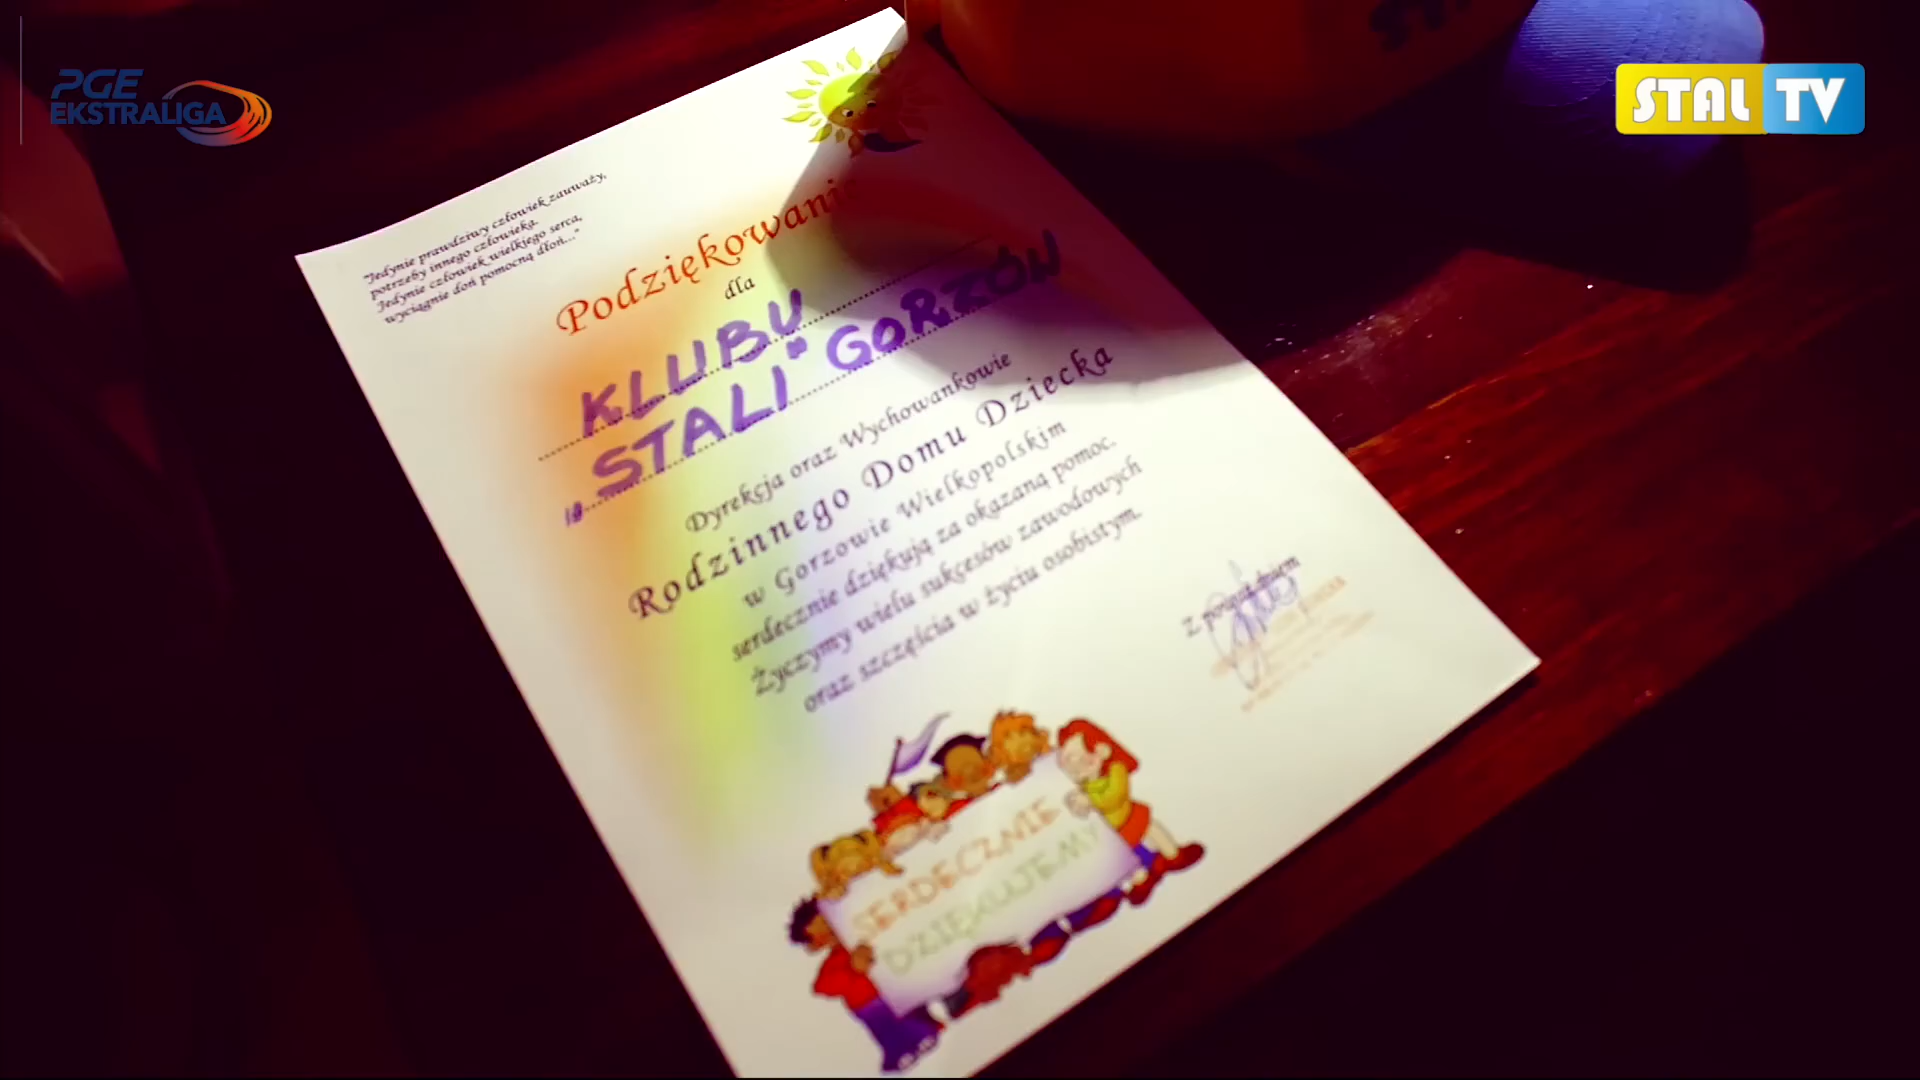 PGE
EKSTRALIGA
STAL TV
"Jedynie prawdziwy człowiek zauważy,
potrzeby innego człowieka.
Jedynie człowiek wielkiego serca,
wyciągnie doń pomocną dłoń..."
Podziękowanie
dla
KLUBU
"STALI" GORZÓW
Dyrekcja oraz Wychowankowie
Rodzinnego Domu Dziecka
w Gorzowie Wielkopolskim
serdecznie dziękują za okazaną pomoc.
Życzymy wielu sukcesów zawodowych
oraz szczęścia w życiu osobistym.
Z poważaniem
SERDECZNIE
DZIĘKUJEMY